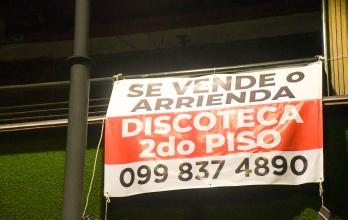 SE VENDE O
ARRIENDA
DISCOTECA
2do PISO
099 837 4890